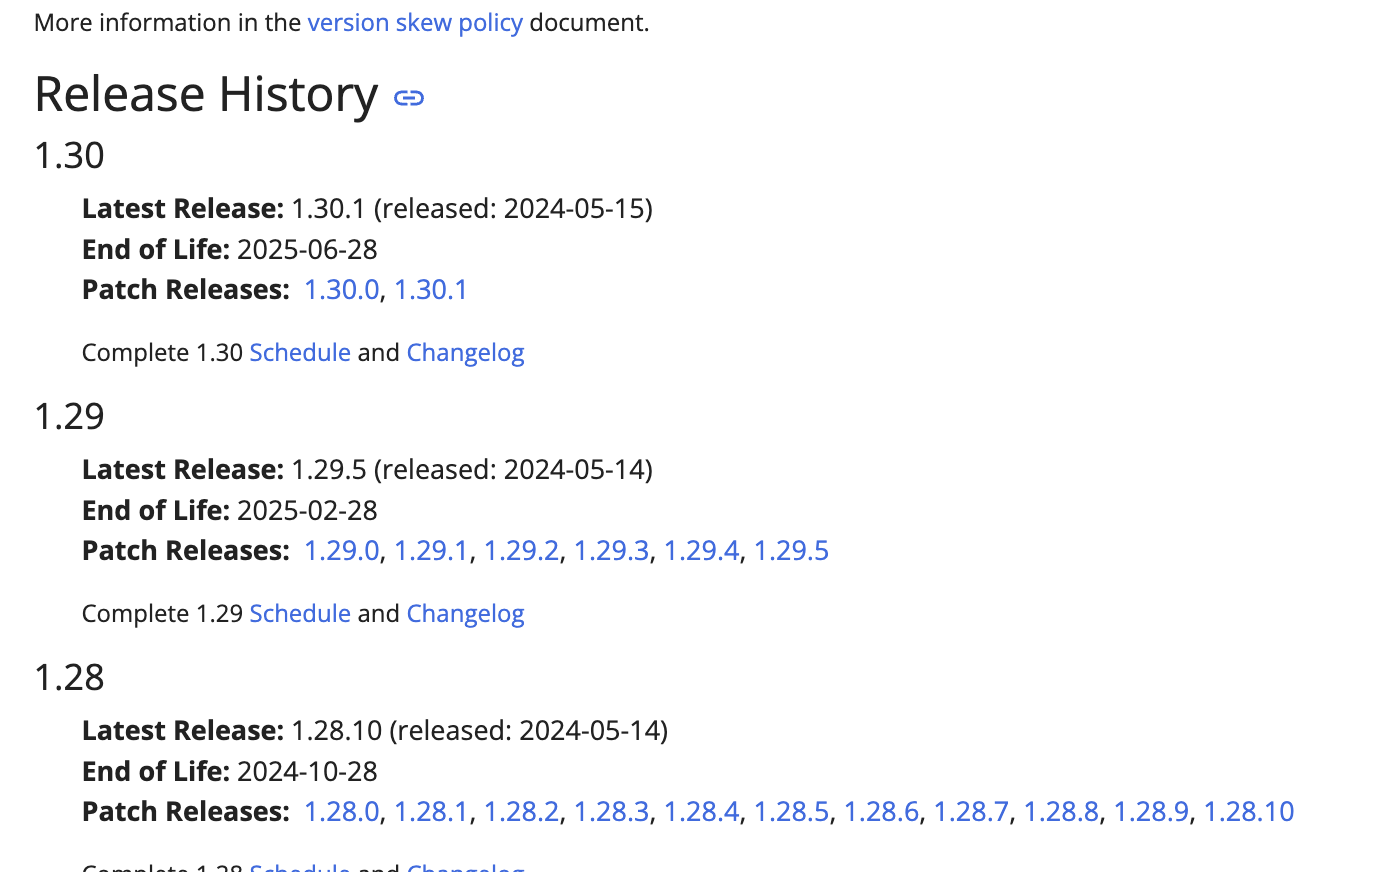 More information in the version skew policy document.
Release History
1.30
Latest Release: 1.30.1 (released: 2024-05-15)
End of Life: 2025-06-28
Patch Releases: 1.30.0, 1.30.1
Complete 1.30 Schedule and Changelog
1.29
Latest Release: 1.29.5 (released: 2024-05-14)
End of Life: 2025-02-28
Patch Releases: 1.29.0, 1.29.1, 1.29.2, 1.29.3, 1.29.4, 1.29.5
Complete 1.29 Schedule and Changelog
1.28
Latest Release: 1.28.10 (released: 2024-05-14)
End of Life: 2024-10-28
Patch Releases: 1.28.0, 1.28.1, 1.28.2, 1.28.3, 1.28.4, 1.28.5, 1.28.6, 1.28.7, 1.28.8, 1.28.9, 1.28.10
Complete 1.28 Schedule and Changelog